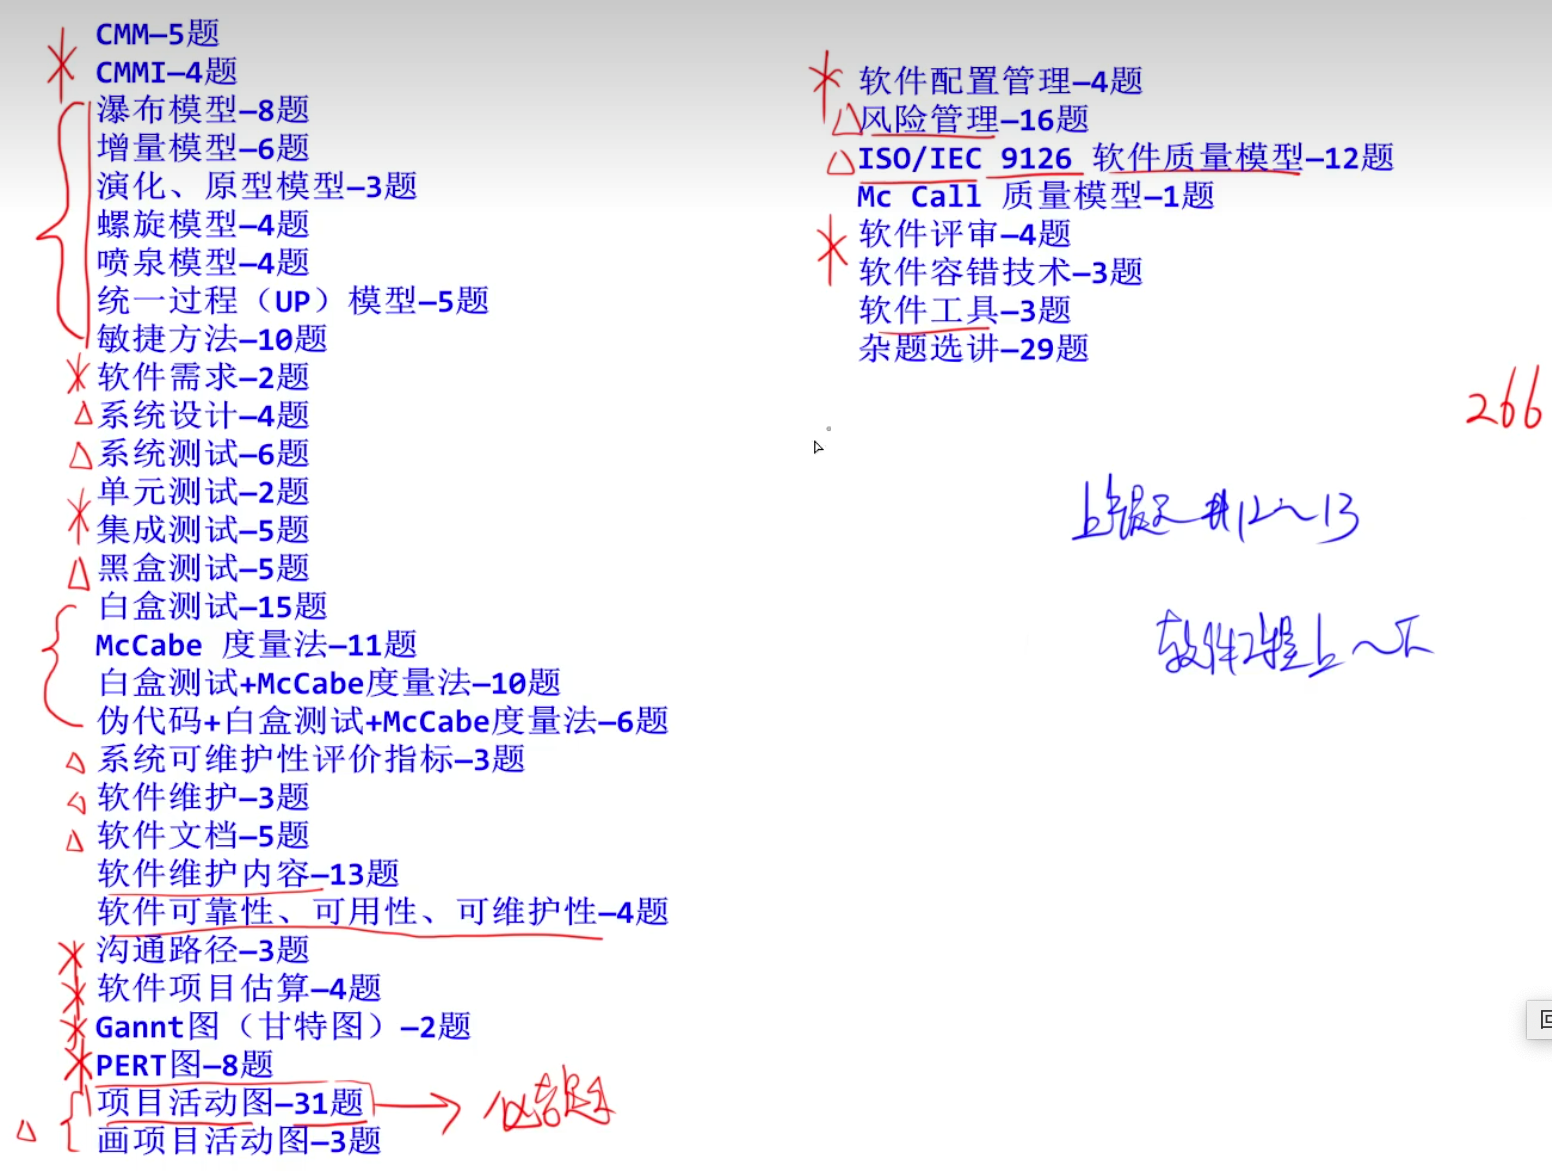 CMM—5题
CMMI—4题
瀑布模型—8题
增量模型—6题
演化、原型模型—3题
螺旋模型—4题
喷泉模型—4题
统一过程（UP）模型—5题
敏捷方法—10题
软件需求—2题
系统设计—4题
系统测试—6题
单元测试—2题
集成测试—5题
黑盒测试—5题
白盒测试—15题
McCabe 度量法—11题
白盒测试+McCabe度量法—10题
伪代码+白盒测试+McCabe度量法—6题
系统可维护性评价指标—3题
软件维护—3题
软件文档—5题
软件维护内容—13题
软件可靠性、可用性、可维护性—4题
沟通路径—3题
软件项目估算—4题
Gannt图（甘特图）—2题
PERT图—8题
项目活动图—31题
必考题
画项目活动图—3题
软件配置管理—4题
风险管理—16题
ISO/IEC 9126 软件质量模型—12题
Mc Call 质量模型—1题
软件评审—4题
软件容错技术—3题
软件工具—3题
杂题选讲—29题
266
12~13
软件工程上~下